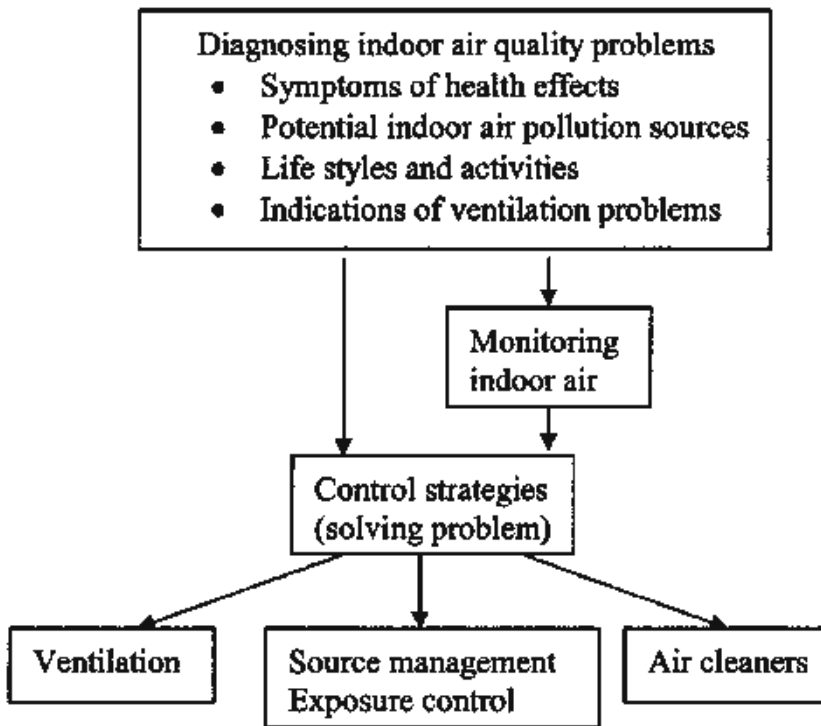 Diagnosing indoor air quality problems
• Symptoms of health effects
• Potential indoor air pollution sources
• Life styles and activities
• Indications of ventilation problems
Monitoring
indoor air
Control strategies
(solving problem)
Ventilation
Source management
Exposure control
Air cleaners